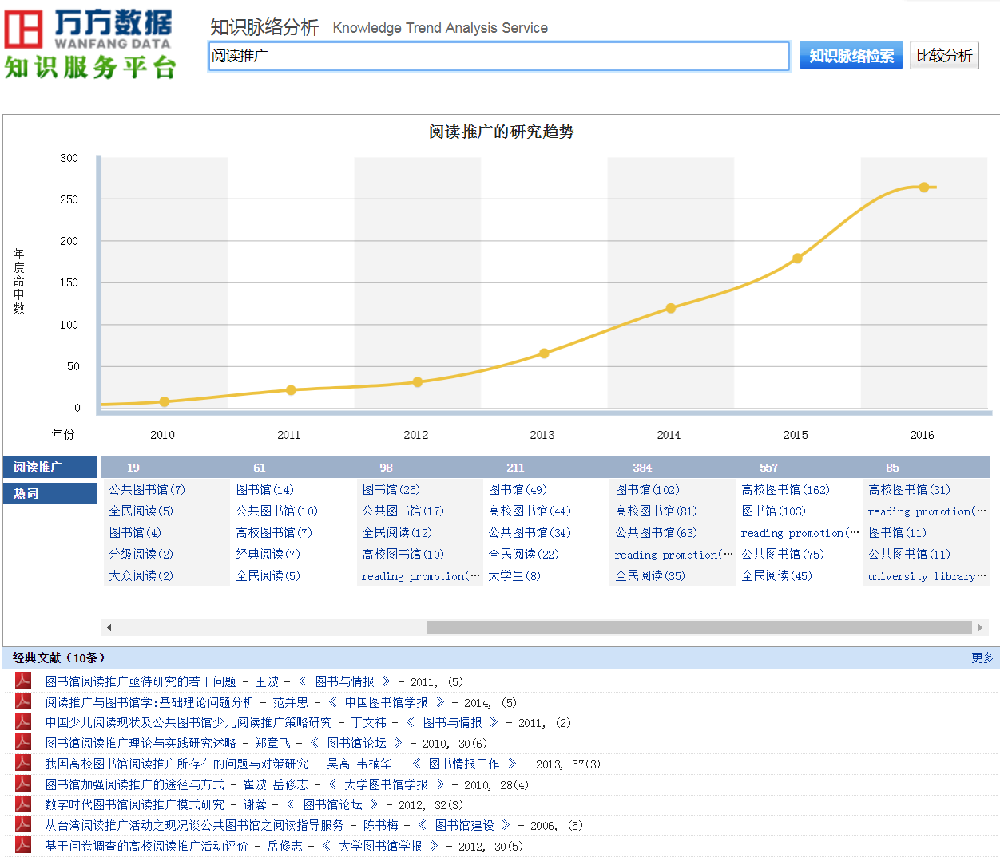 万方数据
WANFANG DATA
知识服务平台
知识脉络分析 Knowledge Trend Analysis Service
阅读推广
知识脉络检索
比较分析
阅读推广的研究趋势
300
250
200
150
100
50
0
年度命中数
年份 2010 2011 2012 2013 2014 2015 2016
阅读推广 19 61 98 211 384 557 85
热词
公共图书馆(7) 图书馆(14) 图书馆(25) 图书馆(49) 图书馆(102) 高校图书馆(162) 高校图书馆(31)
全民阅读(5) 公共图书馆(10) 公共图书馆(17) 高校图书馆(44) 高校图书馆(81) 图书馆(103) reading promotion(…
图书馆(4) 高校图书馆(7) 全民阅读(12) 公共图书馆(34) 公共图书馆(63) reading promotion(… 图书馆(11)
分级阅读(2) 经典阅读(7) 高校图书馆(10) 全民阅读(22) reading promotion(… 公共图书馆(75) 公共图书馆(11)
大众阅读(2) 全民阅读(5) reading promotion(… 大学生(8) 全民阅读(35) 全民阅读(45) university library…
经典文献（10条） 更多
图书馆阅读推广亟待研究的若干问题 - 王波 - 《 图书与情报 》 - 2011, (5)
阅读推广与图书馆学:基础理论问题分析 - 范并思 - 《 中国图书馆学报 》 - 2014, (5)
中国少儿阅读现状及公共图书馆少儿阅读推广策略研究 - 丁文祎 - 《 图书与情报 》 - 2011, (2)
图书馆阅读推广理论与实践研究述略 - 郑章飞 - 《 图书馆论坛 》 - 2010, 30(6)
我国高校图书馆阅读推广所存在的问题与对策研究 - 吴高 韦楠华 - 《 图书情报工作 》 - 2013, 57(3)
图书馆加强阅读推广的途径与方式 - 崔波 岳修志 - 《 大学图书馆学报 》 - 2010, 28(4)
数字时代图书馆阅读推广模式研究 - 谢蓉 - 《 图书馆论坛 》 - 2012, 32(3)
从台湾阅读推广活动之现况谈公共图书馆之阅读指导服务 - 陈书梅 - 《 图书馆建设 》 - 2006, (5)
基于问卷调查的高校阅读推广活动评价 - 岳修志 - 《 大学图书馆学报 》 - 2012, 30(5)